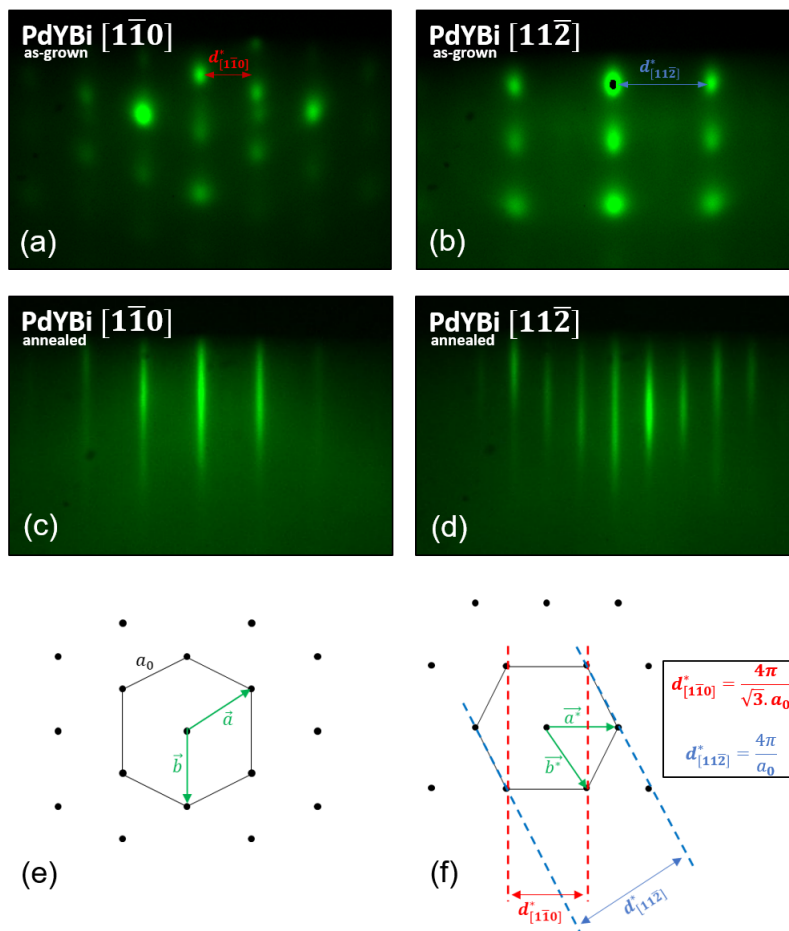 PdYBi [11̅0]
as-grown
d*[11̅0]
(a)
PdYBi [112̅]
as-grown
d*[112̅]
(b)
PdYBi [11̅0]
annealed
(c)
PdYBi [112̅]
annealed
(d)
a₀
a⃗
b⃗
(e)
a*⃗
b*⃗
d*[11̅0] = 4π / √3.a₀
d*[112̅] = 4π / a₀
d*[11̅0]
d*[112̅]
(f)